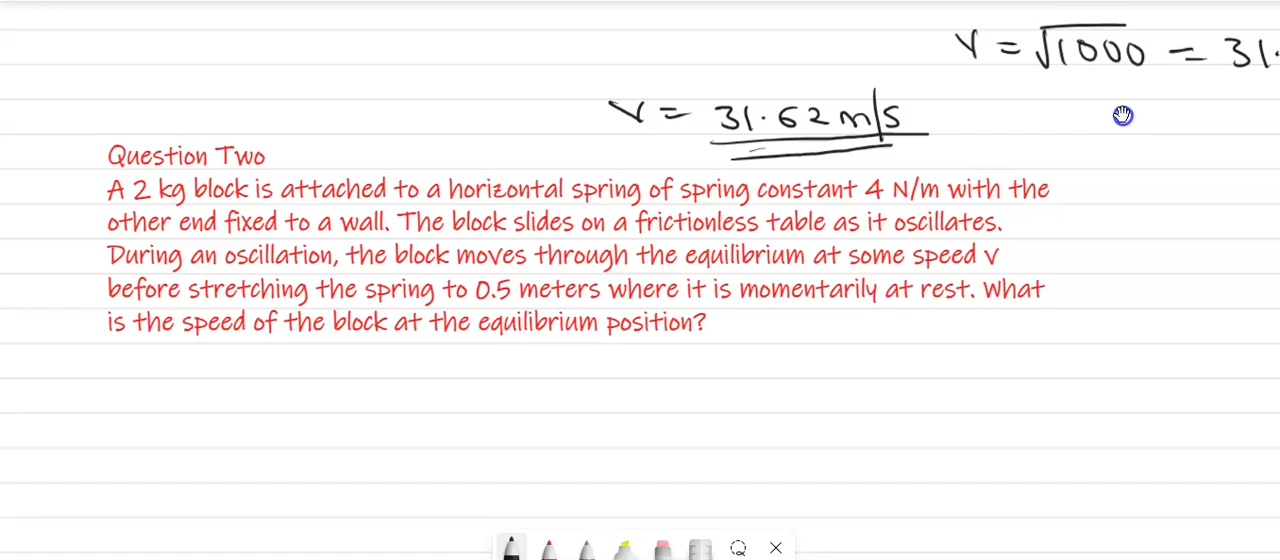 V = √1000 = 31.
V = 31.62 m/s
Question Two
A 2 kg block is attached to a horizontal spring of spring constant 4 N/m with the
other end fixed to a wall. The block slides on a frictionless table as it oscillates.
During an oscillation, the block moves through the equilibrium at some speed v
before stretching the spring to 0.5 meters where it is momentarily at rest. What
is the speed of the block at the equilibrium position?